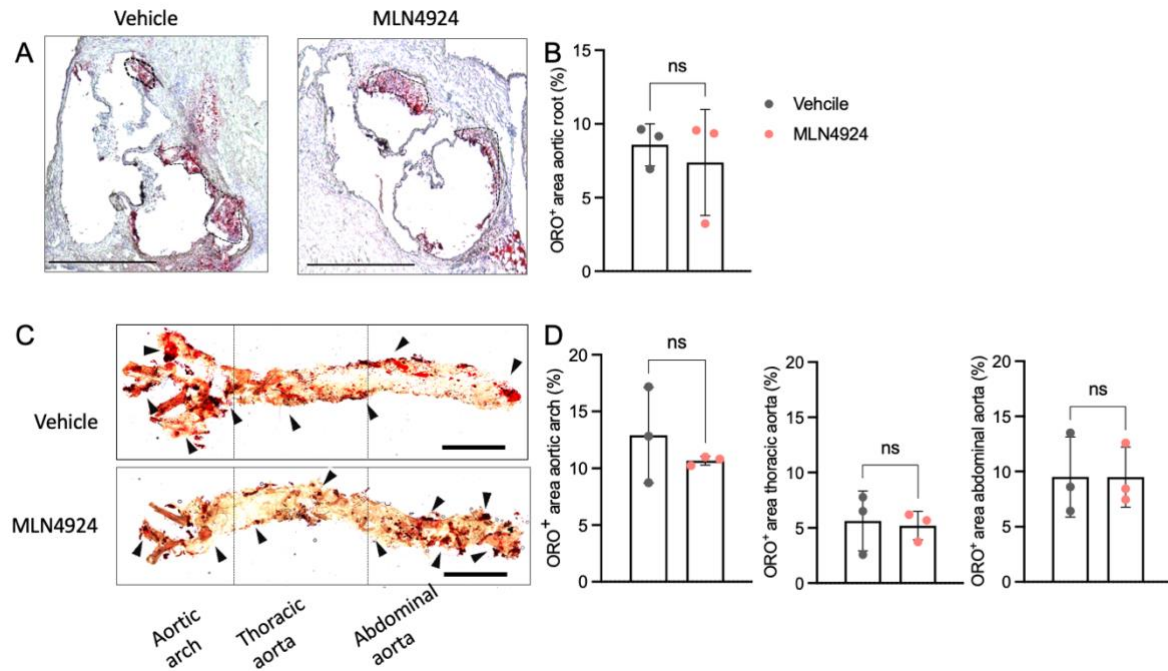 Vehicle
MLN4924
A
B
ORO⁺ area aortic root (%)
15
10
5
0
ns
Vehcile
MLN4924
C
Vehicle
MLN4924
Aortic
arch
Thoracic
aorta
Abdominal
aorta
D
ORO⁺ area aortic arch (%)
20
15
10
5
0
ns
ORO⁺ area thoracic aorta (%)
20
15
10
5
0
ns
ORO⁺ area abdominal aorta (%)
20
15
10
5
0
ns